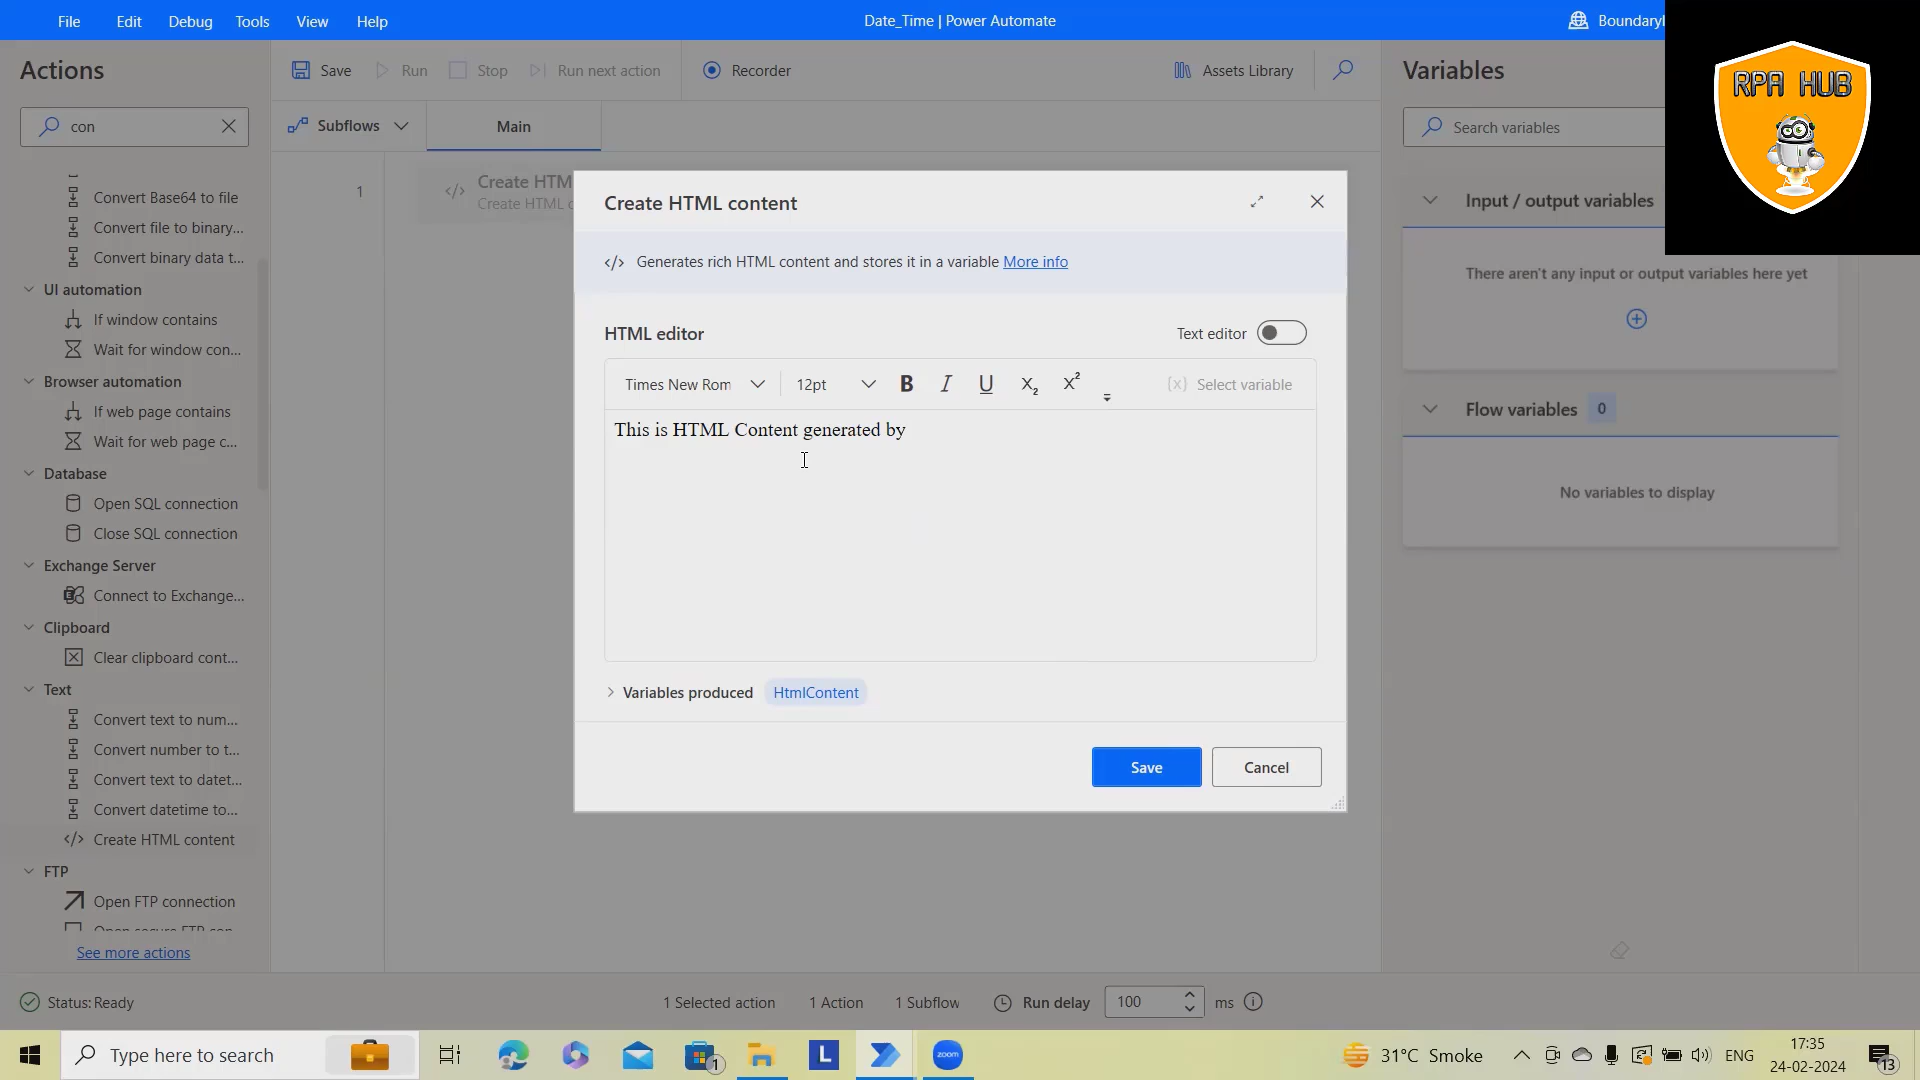 File
Edit
Debug
Tools
View
Help
Date_Time | Power Automate
Actions
Save
Run
Stop
Run next action
Recorder
Assets Library
Variables
RPA HUB
con
Subflows
Main
Search variables
Convert Base64 to file
Convert file to binary...
Convert binary data t...
UI automation
If window contains
Wait for window con...
Browser automation
If web page contains
Wait for web page c...
Database
Open SQL connection
Close SQL connection
Exchange Server
Connect to Exchange...
Clipboard
Clear clipboard cont...
Text
Convert text to num...
Convert number to t...
Convert text to datet...
Convert datetime to...
Create HTML content
FTP
Open FTP connection
See more actions
1
Create HTML content
Generates rich HTML content and stores it in a variable More info
HTML editor
Text editor
Times New Rom
12pt
B
I
U
X2
X2
{x} Select variable
This is HTML Content generated by
Variables produced
HtmlContent
Save
Cancel
Input / output variables
There aren't any input or output variables here yet
Flow variables
0
No variables to display
Status: Ready
1 Selected action
1 Action
1 Subflow
Run delay
100
ms
Type here to search
1
L
zoom
31°C Smoke
ENG
17:35
24-02-2024
13